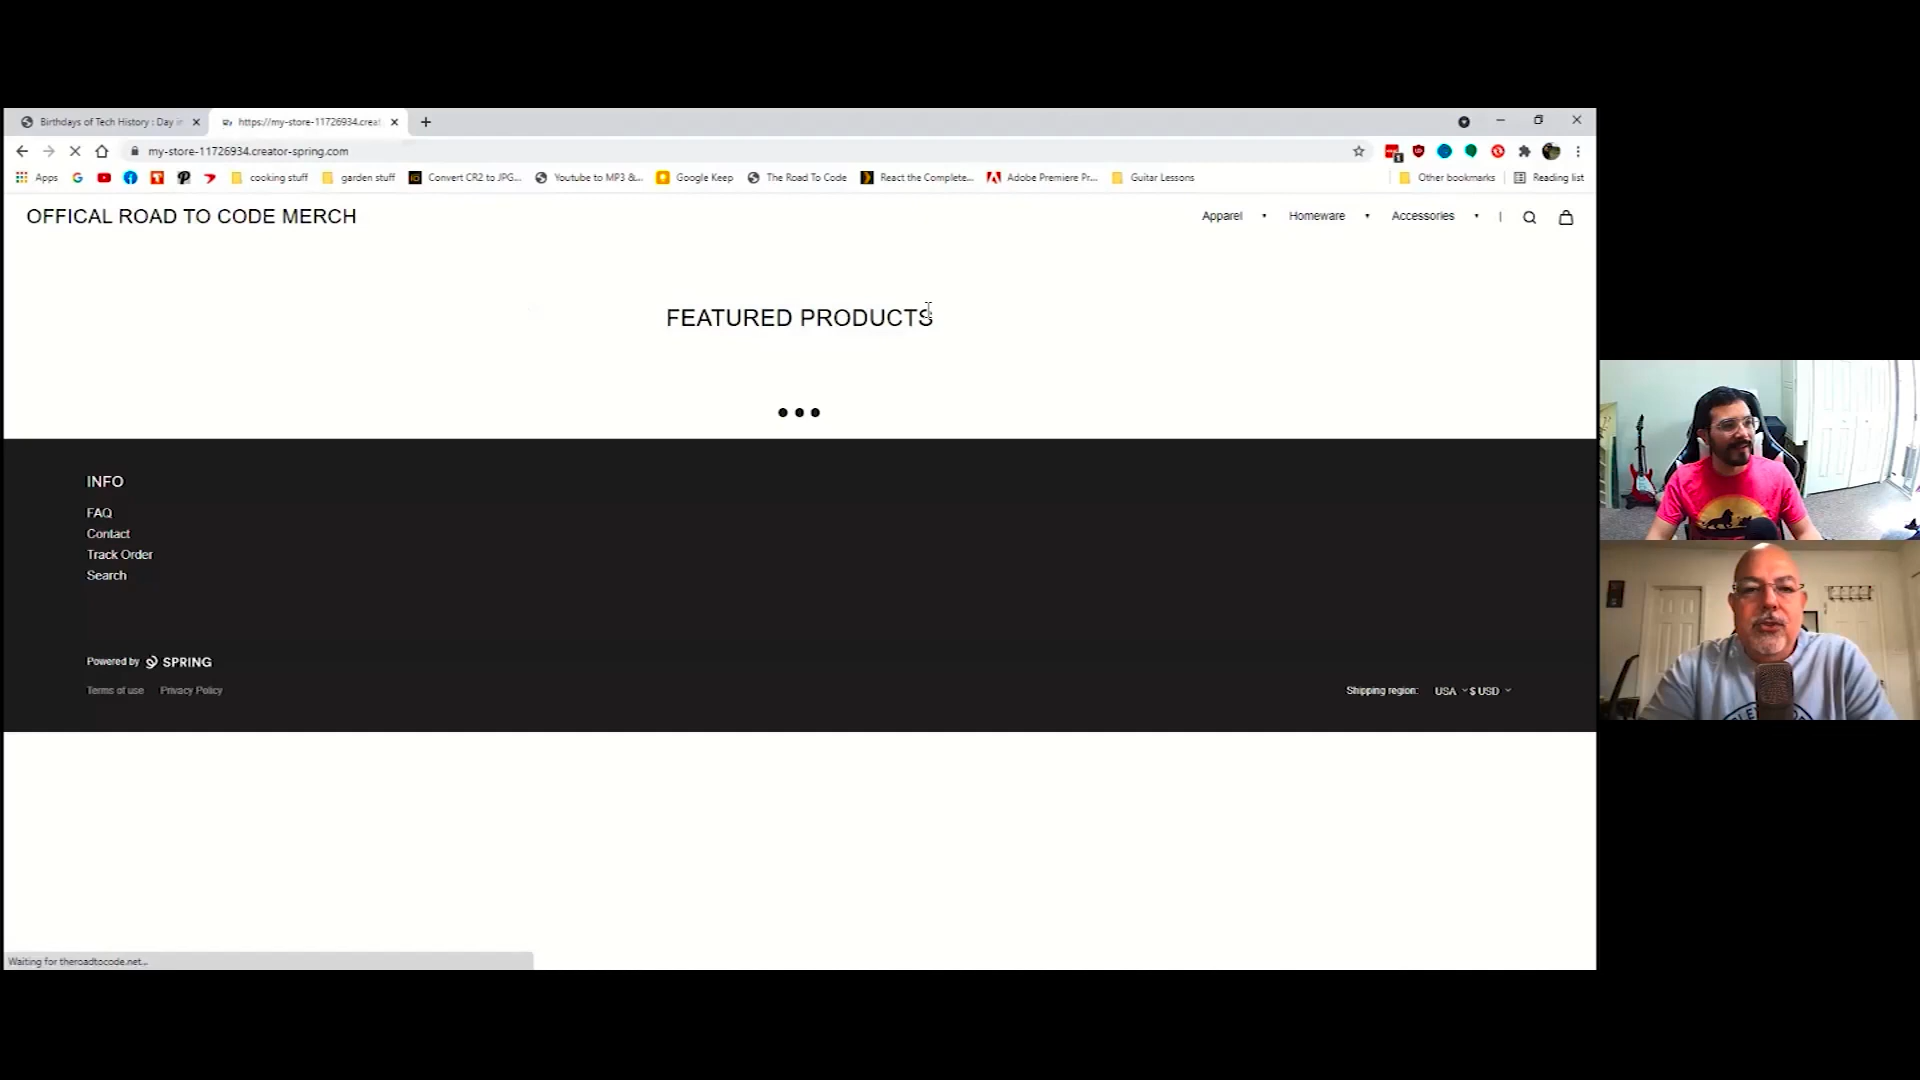 Birthdays of Tech History : Day in
https://my-store-11726934.creat
my-store-11726934.creator-spring.com
Apps
cooking stuff
garden stuff
Convert CR2 to JPG...
Youtube to MP3 &...
Google Keep
The Road To Code
React the Complete...
Adobe Premiere Pr...
Guitar Lessons
Other bookmarks
Reading list
OFFICAL ROAD TO CODE MERCH
Apparel
Homeware
Accessories
FEATURED PRODUCTS
INFO
FAQ
Contact
Track Order
Search
Powered by SPRING
Terms of use Privacy Policy
Shipping region: USA $ USD
Waiting for theroadtocode.net...